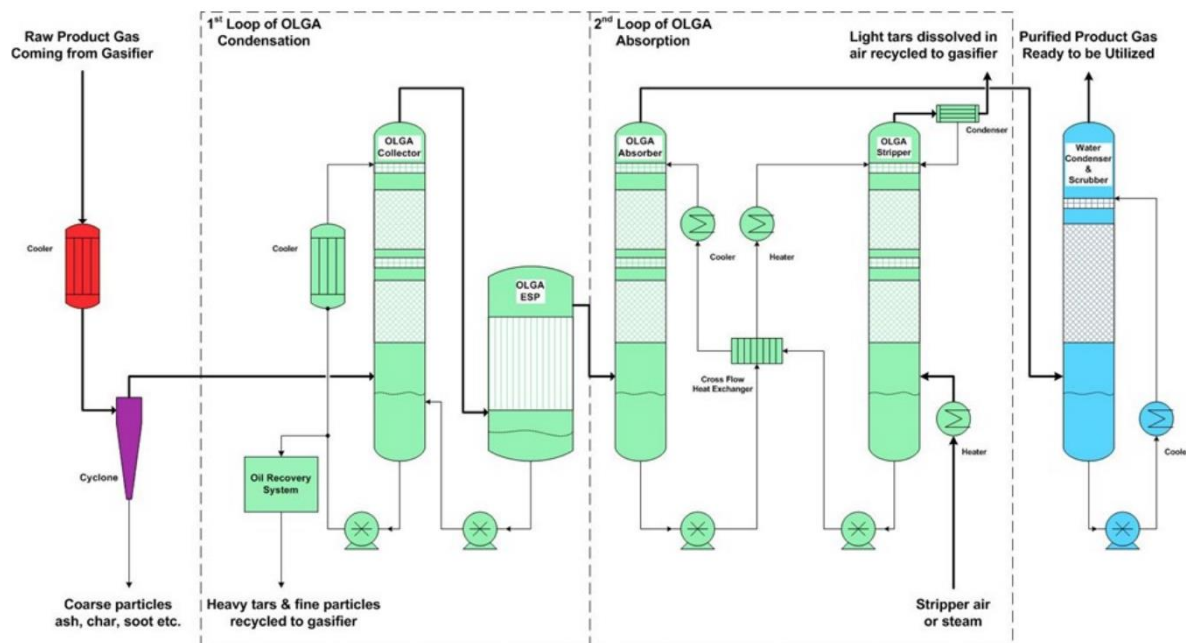 1st Loop of OLGA
Condensation
2nd Loop of OLGA
Absorption
Raw Product Gas
Coming from Gasifier
Light tars dissolved in
air recycled to gasifier
Purified Product Gas
Ready to be Utilized
OLGA
Collector
OLGA
Absorber
OLGA
Stripper
Condenser
Water
Condenser
&
Scrubber
Cooler
Cooler
Cooler
Heater
OLGA
ESP
Cross Flow
Heat Exchanger
Cyclone
Oil Recovery
System
Heater
Cooler
Coarse particles
ash, char, soot etc.
Heavy tars & fine particles
recycled to gasifier
Stripper air
or steam